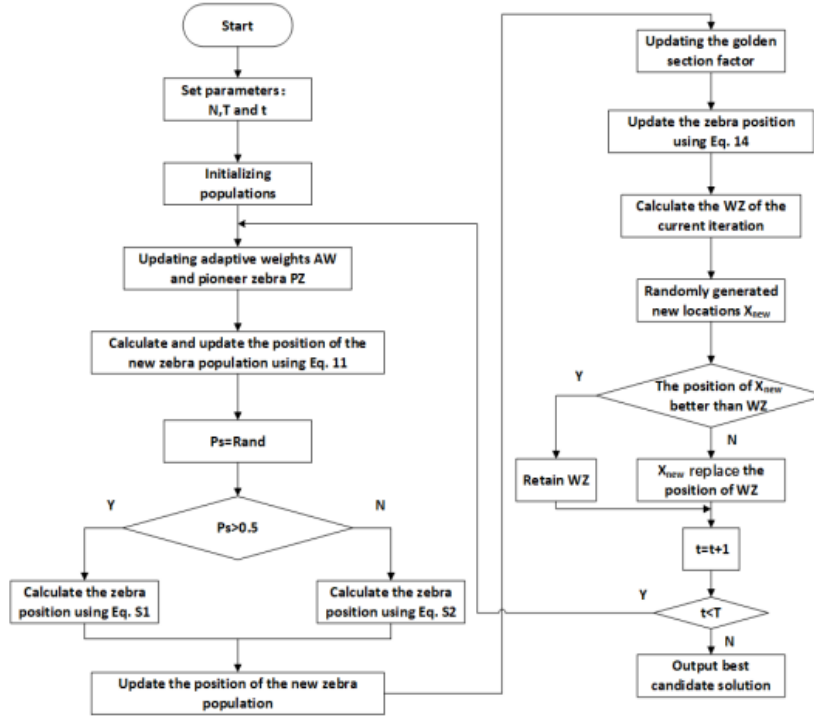 Start
Set parameters:
N,T and t
Initializing
populations
Updating adaptive weights AW
and pioneer zebra PZ
Calculate and update the position of the
new zebra population using Eq. 11
Ps=Rand
Y
N
Ps>0.5
Calculate the zebra
position using Eq. S1
Calculate the zebra
position using Eq. S2
Update the position of the new zebra
population
Updating the golden
section factor
Update the zebra position
using Eq. 14
Calculate the WZ of the
current iteration
Randomly generated
new locations Xnew
Y
The position of Xnew
better than WZ
N
Retain WZ
Xnew replace the
position of WZ
t=t+1
Y
t<T
N
Output best
candidate solution